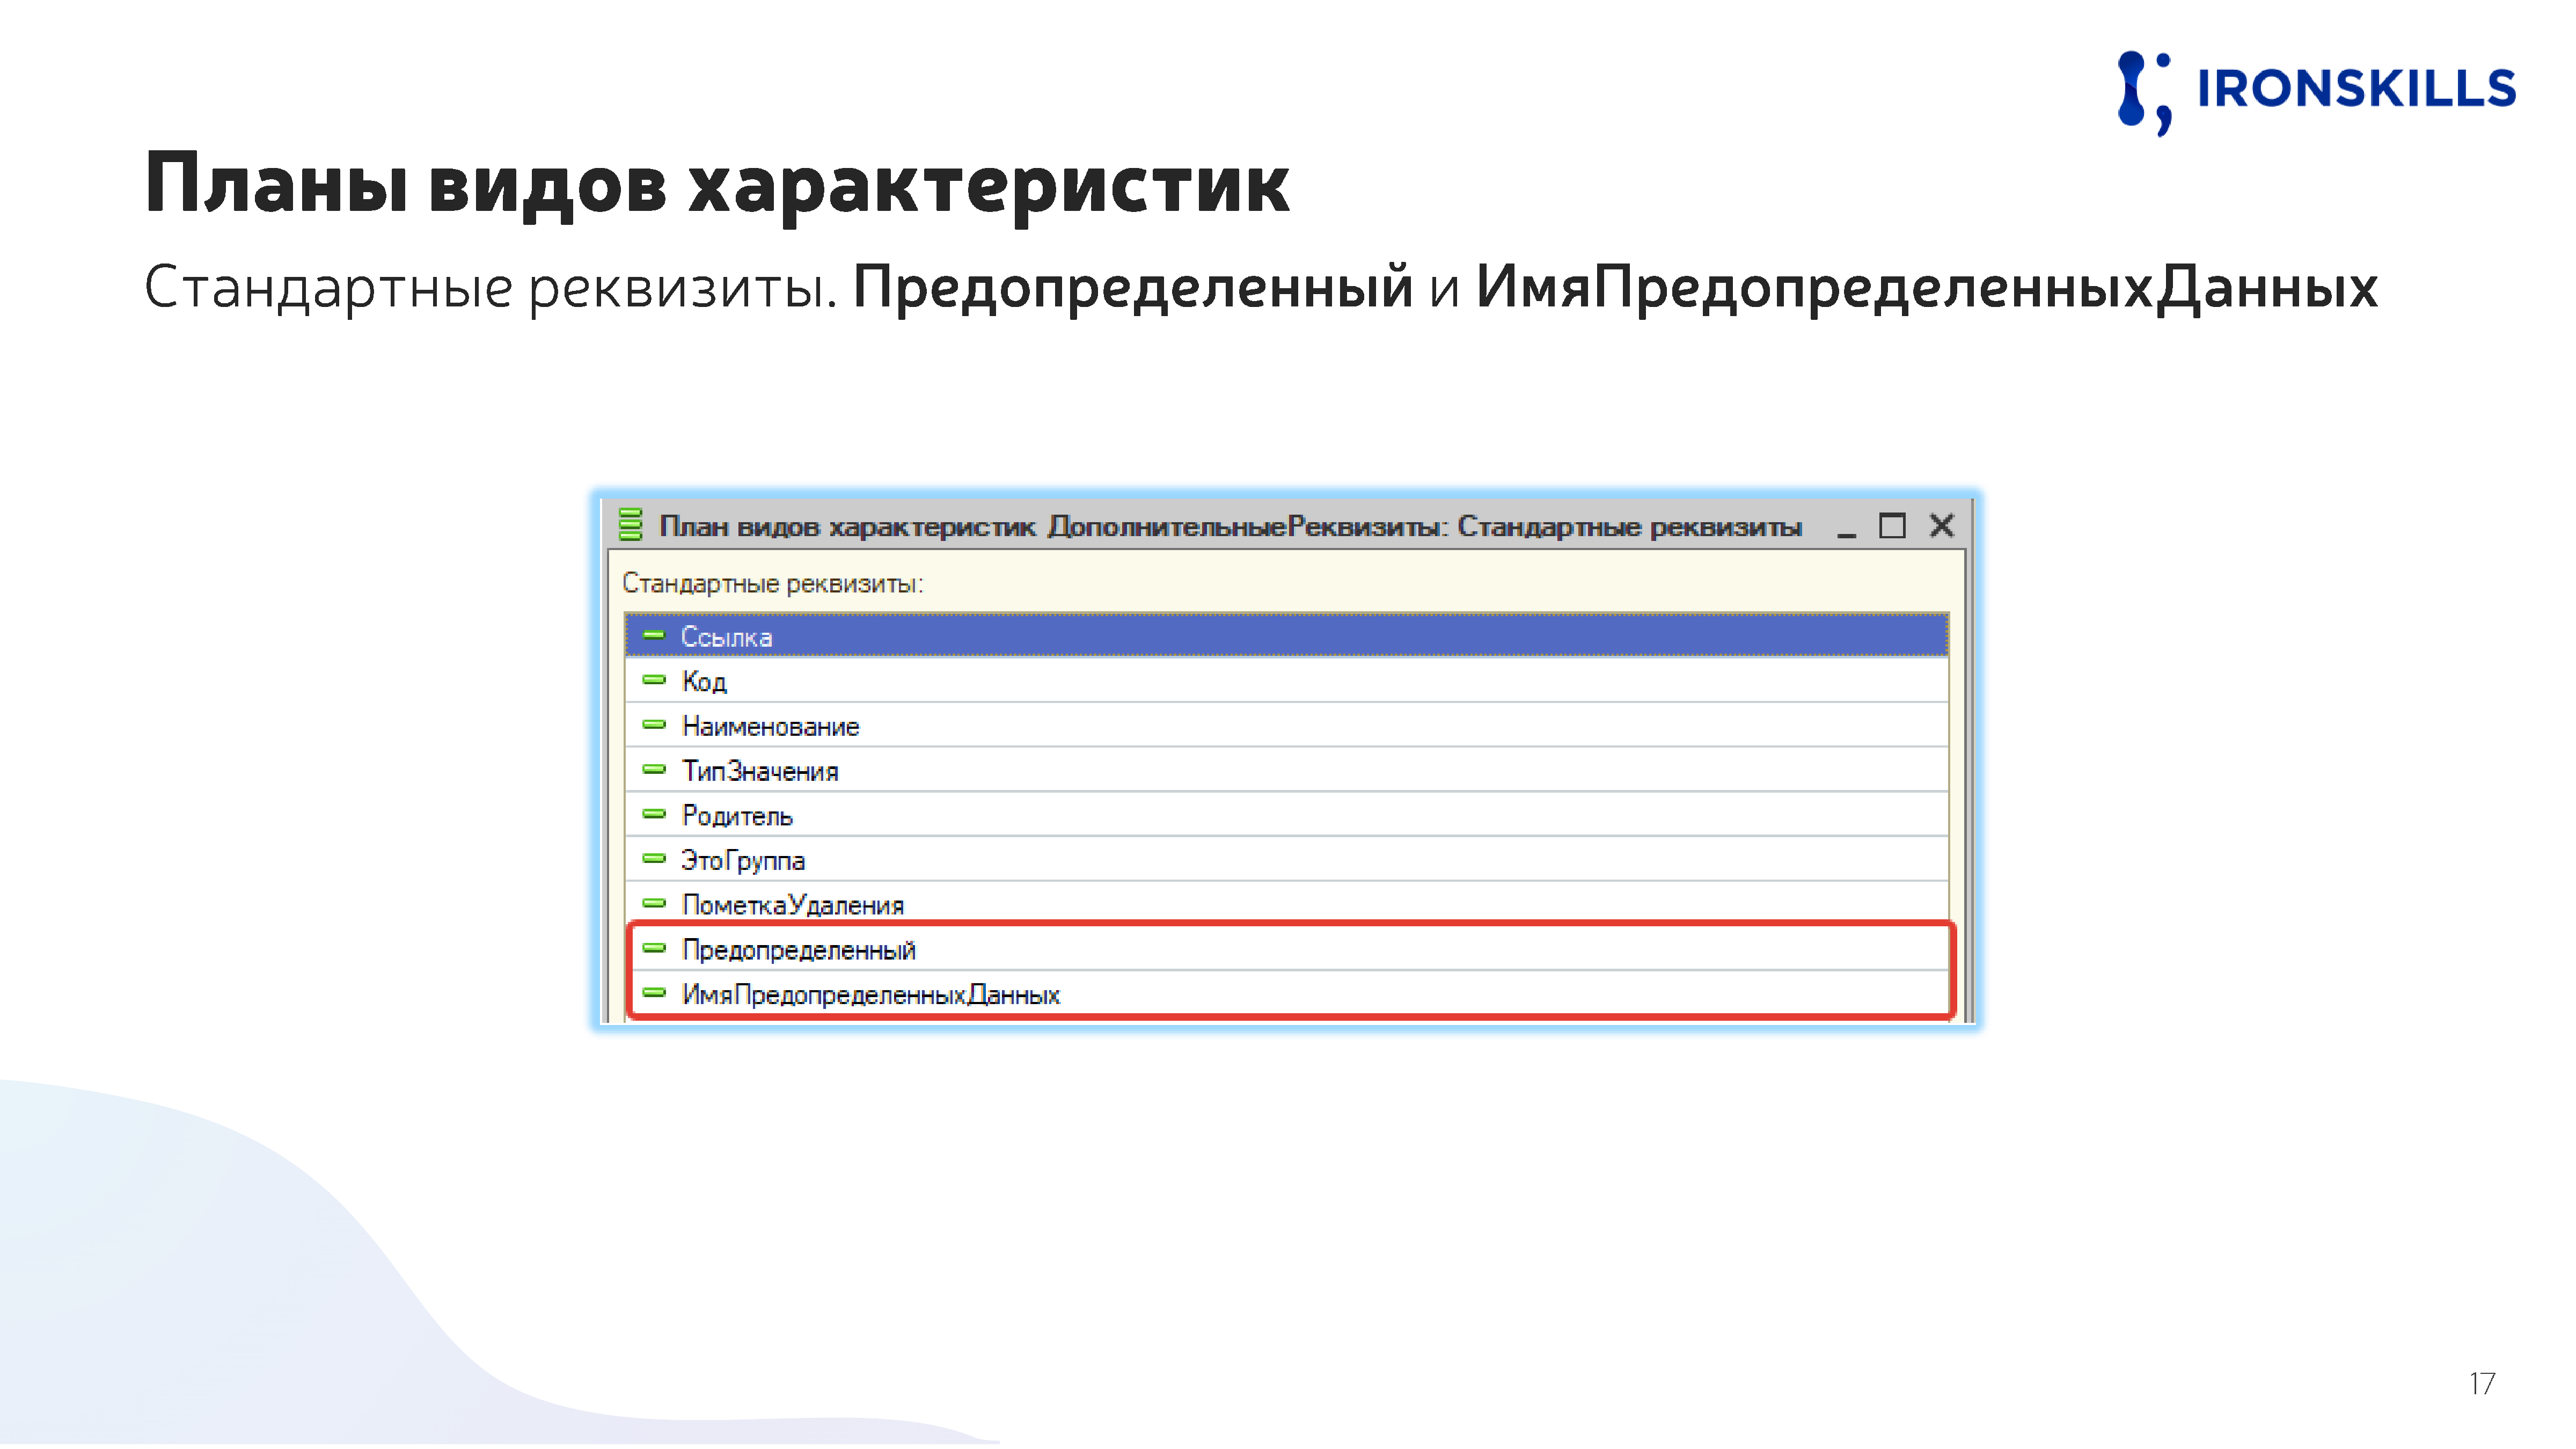 IRONSKILLS
Планы видов характеристик
Стандартные реквизиты. Предопределенный и ИмяПредопределенныхДанных
План видов характеристик ДополнительныеРеквизиты: Стандартные реквизиты
Стандартные реквизиты:
Ссылка
Код
Наименование
ТипЗначения
Родитель
ЭтоГруппа
ПометкаУдаления
Предопределенный
ИмяПредопределенныхДанных
17